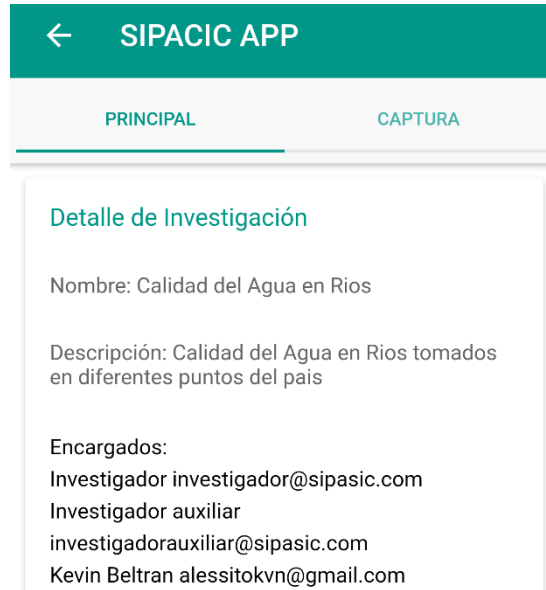 SIPACIC APP
PRINCIPAL
CAPTURA
Detalle de Investigación
Nombre: Calidad del Agua en Rios
Descripción: Calidad del Agua en Rios tomados
en diferentes puntos del pais
Encargados:
Investigador investigador@sipasic.com
Investigador auxiliar
investigadorauxiliar@sipasic.com
Kevin Beltran alessitokvn@gmail.com